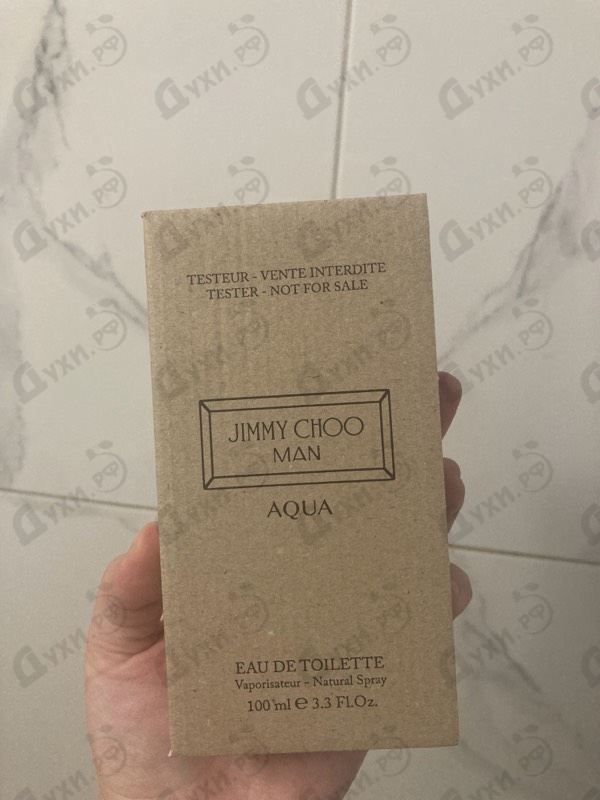 TESTEUR - VENTE INTERDITE
TESTER - NOT FOR SALE
JIMMY CHOO
MAN
AQUA
EAU DE TOILETTE
Vaporisateur - Natural Spray
100 ml ℮ 3.3 Fl.Oz.
Духи.РФ